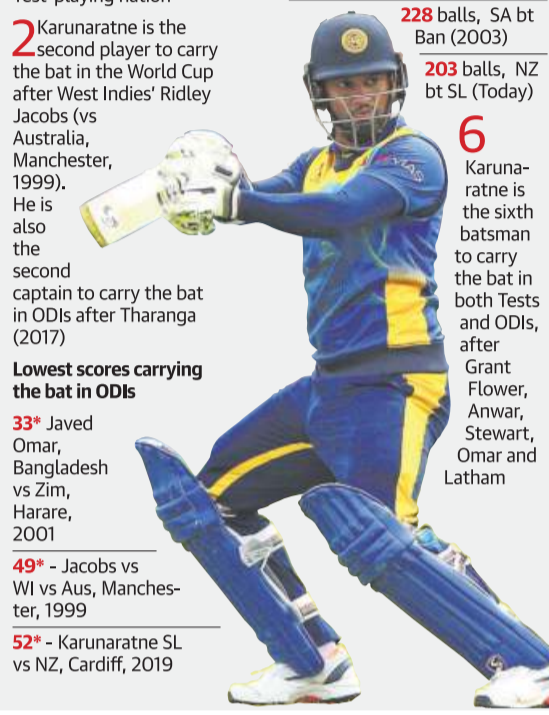 Test-playing nation
2 Karunaratne is the
second player to carry
the bat in the World Cup
after West Indies' Ridley
Jacobs (vs
Australia,
Manchester,
1999).
He is
also
the
second
captain to carry the bat
in ODIs after Tharanga
(2017)
Lowest scores carrying
the bat in ODIs
33* Javed
Omar,
Bangladesh
vs Zim,
Harare,
2001
49* - Jacobs vs
WI vs Aus, Manches-
ter, 1999
52* - Karunaratne SL
vs NZ, Cardiff, 2019
228 balls, SA bt
Ban (2003)
203 balls, NZ
bt SL (Today)
6
Karuna-
ratne is
the sixth
batsman
to carry
the bat in
both Tests
and ODIs,
after
Grant
Flower,
Anwar,
Stewart,
Omar and
Latham